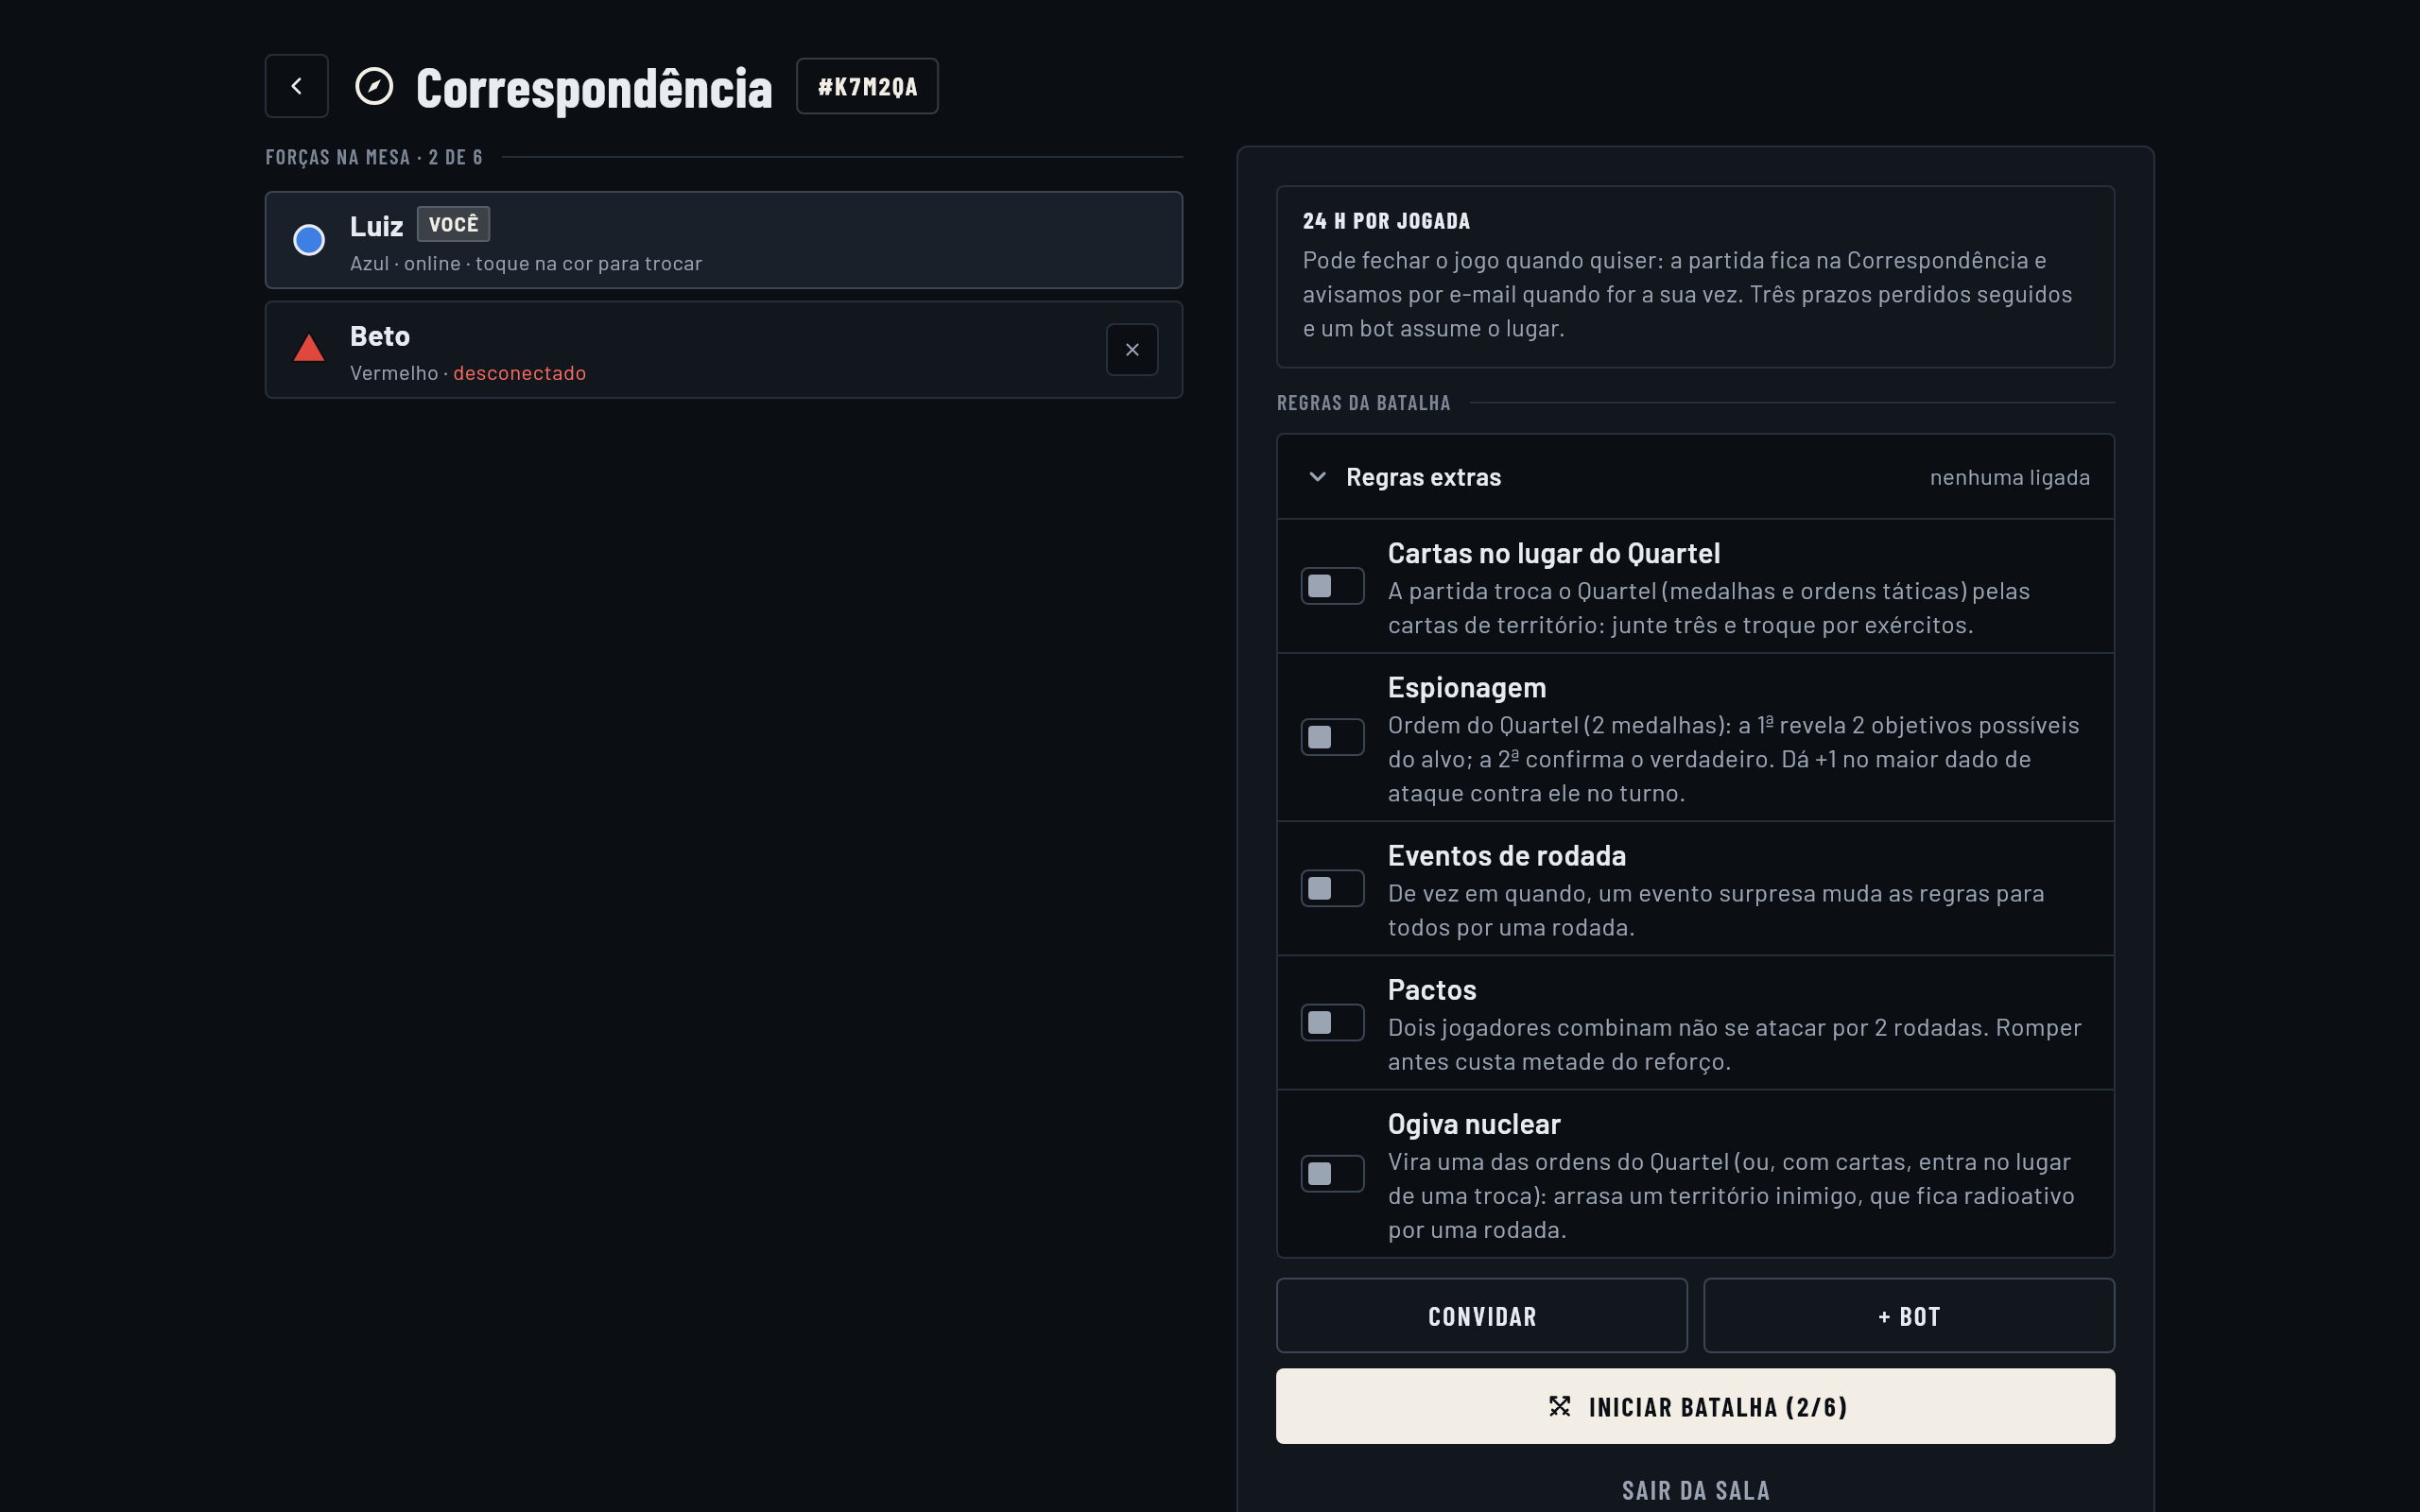 Correspondência
#K7M2QA
FORÇAS NA MESA · 2 DE 6
Luiz VOCÊ
Azul · online · toque na cor para trocar
Beto
Vermelho · desconectado
24 H POR JOGADA
Pode fechar o jogo quando quiser: a partida fica na Correspondência e
avisamos por e-mail quando for a sua vez. Três prazos perdidos seguidos
e um bot assume o lugar.
REGRAS DA BATALHA
Regras extras
nenhuma ligada
Cartas no lugar do Quartel
A partida troca o Quartel (medalhas e ordens táticas) pelas
cartas de território: junte três e troque por exércitos.
Espionagem
Ordem do Quartel (2 medalhas): a 1ª revela 2 objetivos possíveis
do alvo; a 2ª confirma o verdadeiro. Dá +1 no maior dado de
ataque contra ele no turno.
Eventos de rodada
De vez em quando, um evento surpresa muda as regras para
todos por uma rodada.
Pactos
Dois jogadores combinam não se atacar por 2 rodadas. Romper
antes custa metade do reforço.
Ogiva nuclear
Vira uma das ordens do Quartel (ou, com cartas, entra no lugar
de uma troca): arrasa um território inimigo, que fica radioativo
por uma rodada.
CONVIDAR
+ BOT
INICIAR BATALHA (2/6)
SAIR DA SALA